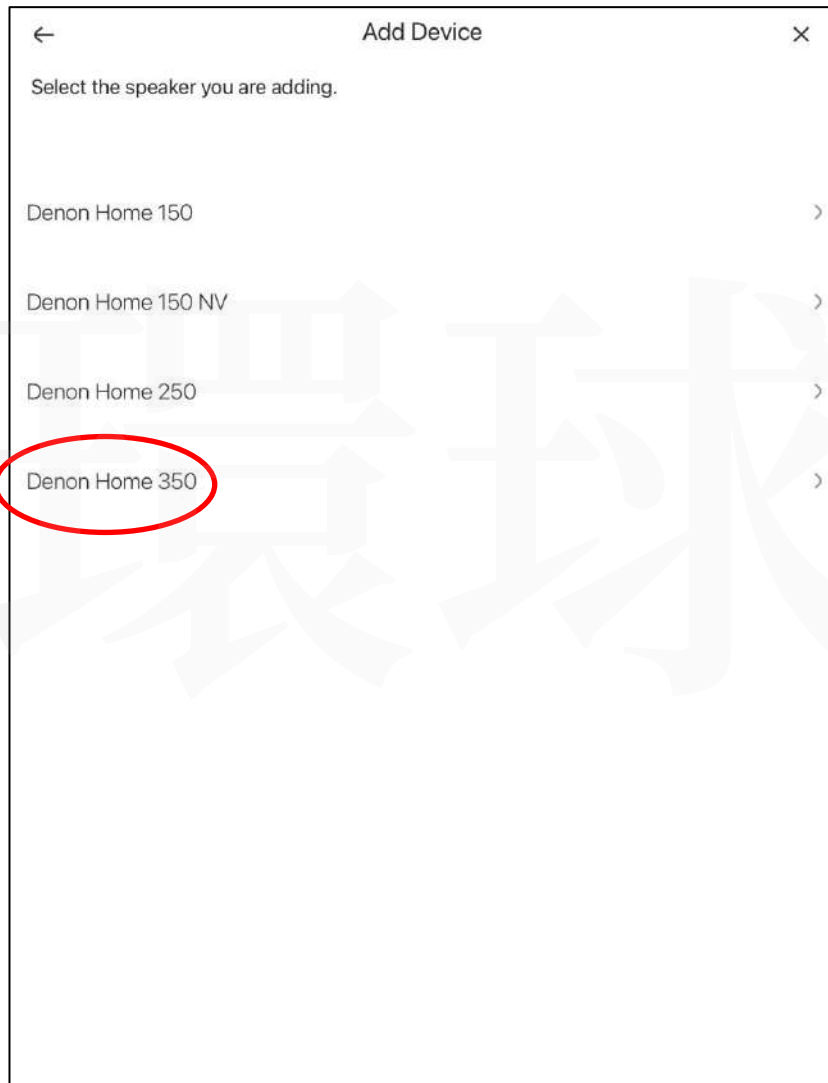 Add Device
Select the speaker you are adding.
Denon Home 150
Denon Home 150 NV
Denon Home 250
Denon Home 350
環球